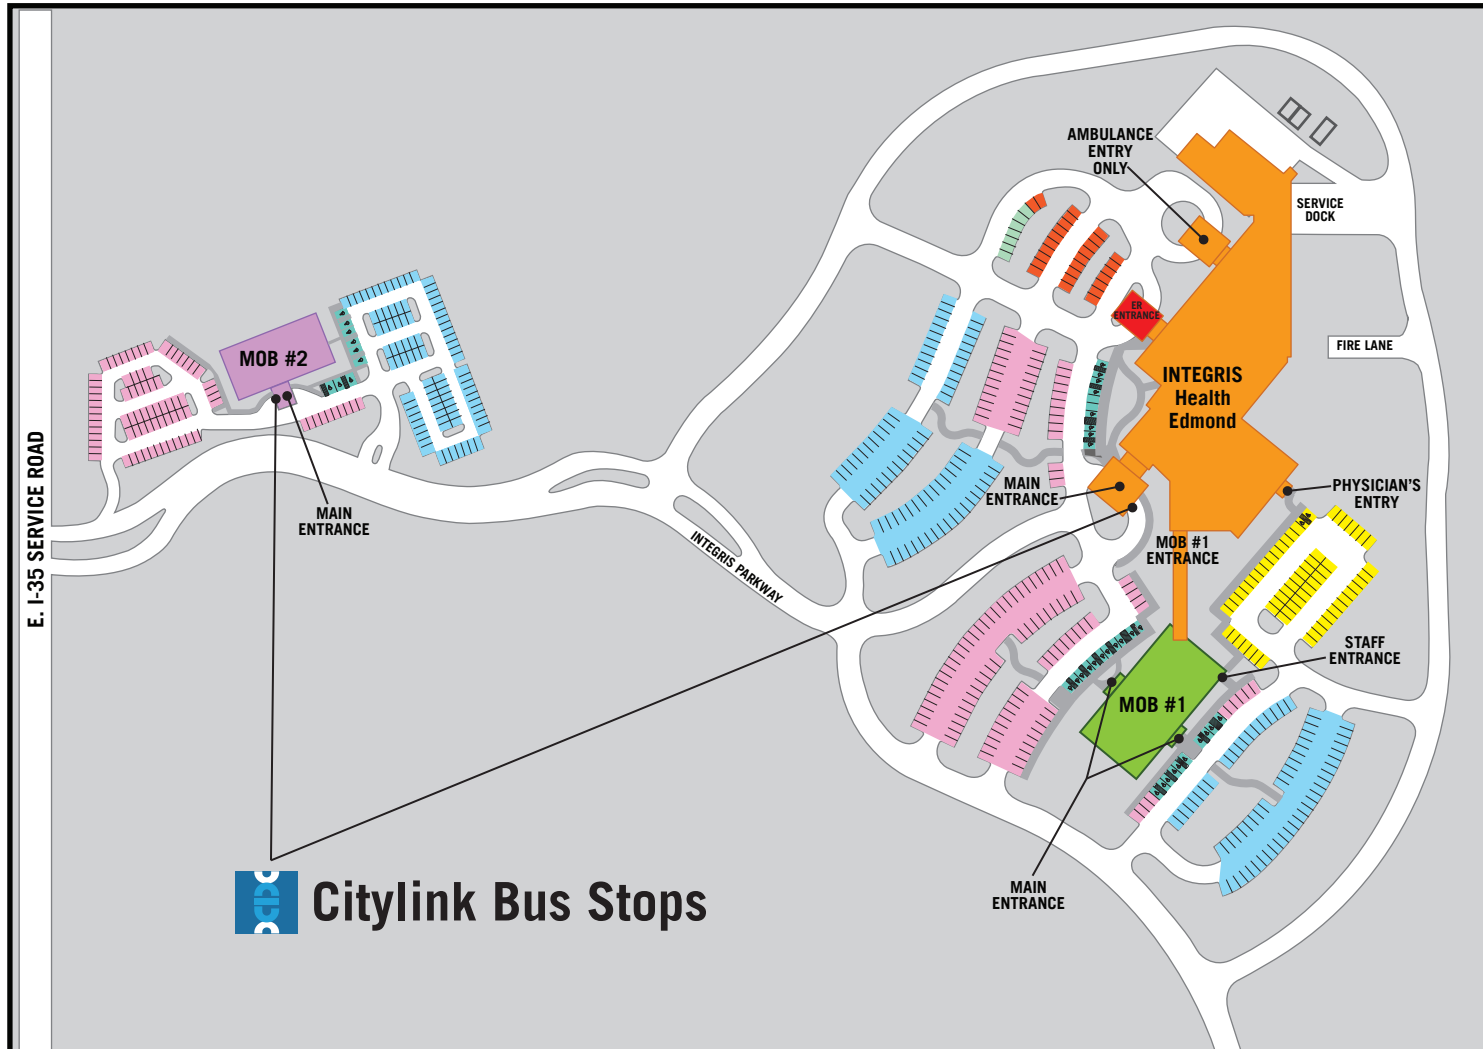 AMBULANCE
ENTRY
ONLY
SERVICE
DOCK
ER
ENTRANCE
FIRE LANE
MOB #2
INTEGRIS
Health
Edmond
MAIN
ENTRANCE
PHYSICIAN'S
ENTRY
MAIN
ENTRANCE
E. I-35 SERVICE ROAD
INTEGRIS PARKWAY
MOB #1
ENTRANCE
STAFF
ENTRANCE
MOB #1
MAIN
ENTRANCE
Citylink Bus Stops